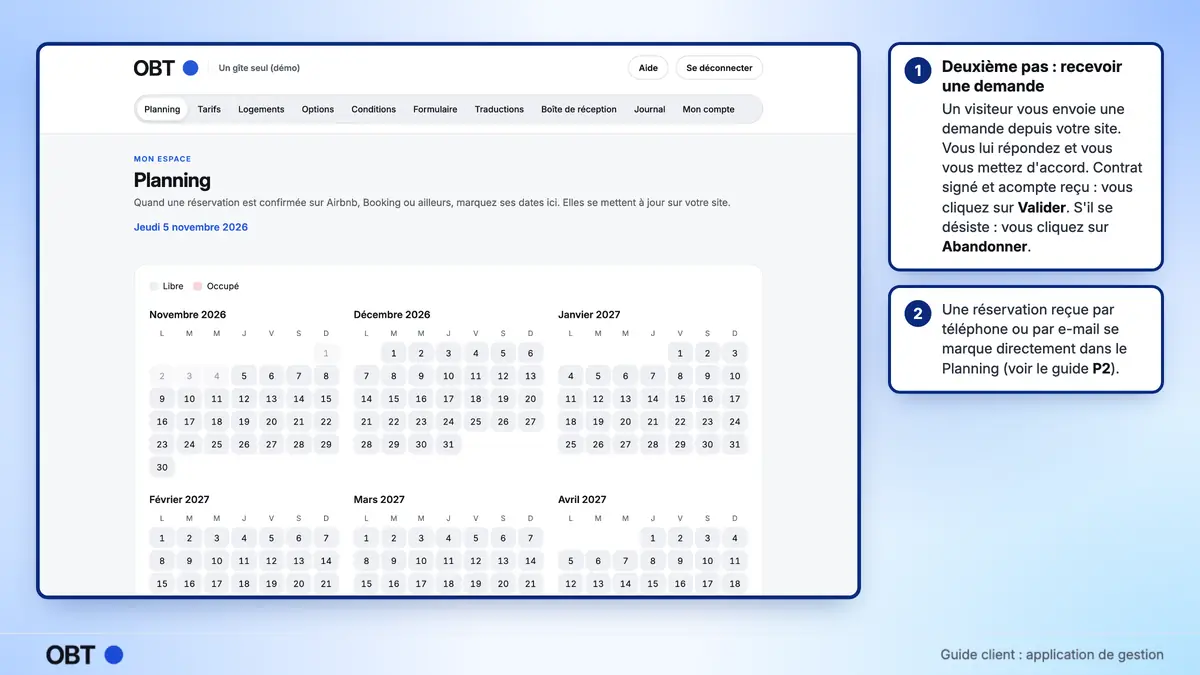 OBT
Un gîte seul (démo)
Aide
Se déconnecter
Planning Tarifs Logements Options Conditions Formulaire Traductions Boîte de réception Journal Mon compte
MON ESPACE
Planning
Quand une réservation est confirmée sur Airbnb, Booking ou ailleurs, marquez ses dates ici. Elles se mettent à jour sur votre site.
Jeudi 5 novembre 2026
Libre Occupé
Novembre 2026
L M M J V S D
1
2 3 4 5 6 7 8
9 10 11 12 13 14 15
16 17 18 19 20 21 22
23 24 25 26 27 28 29
30
Décembre 2026
L M M J V S D
1 2 3 4 5 6
7 8 9 10 11 12 13
14 15 16 17 18 19 20
21 22 23 24 25 26 27
28 29 30 31
Janvier 2027
L M M J V S D
1 2 3
4 5 6 7 8 9 10
11 12 13 14 15 16 17
18 19 20 21 22 23 24
25 26 27 28 29 30 31
Février 2027
L M M J V S D
1 2 3 4 5 6 7
8 9 10 11 12 13 14
15 16 17 18 19 20 21
Mars 2027
L M M J V S D
1 2 3 4 5 6 7
8 9 10 11 12 13 14
15 16 17 18 19 20 21
Avril 2027
L M M J V S D
1 2 3 4
5 6 7 8 9 10 11
12 13 14 15 16 17 18
1
Deuxième pas : recevoir
une demande
Un visiteur vous envoie une
demande depuis votre site.
Vous lui répondez et vous
vous mettez d'accord. Contrat
signé et acompte reçu : vous
cliquez sur Valider. S'il se
désiste : vous cliquez sur
Abandonner.
2
Une réservation reçue par
téléphone ou par e-mail se
marque directement dans le
Planning (voir le guide P2).
OBT
Guide client : application de gestion